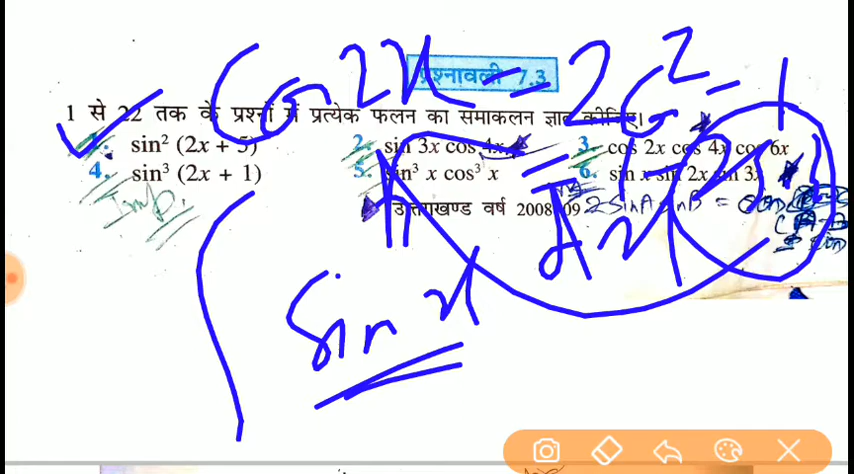 Cos 2x = 2C² - 1
प्रश्नावली 7.3
1 से 22 तक के प्रश्नों में प्रत्येक फलन का समाकलन ज्ञात कीजिए।
1. sin² (2x + 5) 2. sin 3x cos 4x 3. cos 2x cos 4x cos 6x
4. sin³ (2x + 1) 5. sin³ x cos³ x 6. sin x sin 2x sin 3x
Imp.
उत्तराखण्ड वर्ष 2008 09 2 SinA sinB =
sin x